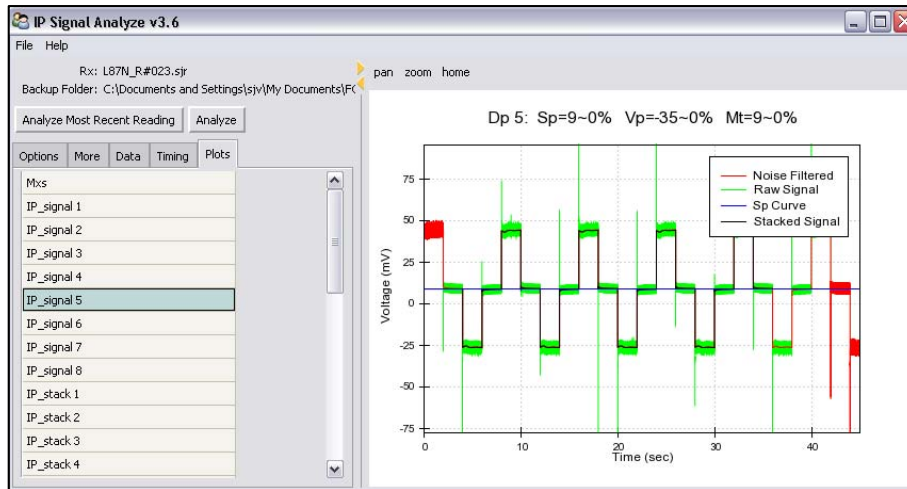 IP Signal Analyze v3.6
File Help
Rx: L87N_R#023.sjr
Backup Folder: C:\Documents and Settings\sjv\My Documents\F
Analyze Most Recent Reading Analyze
Options More Data Timing Plots
Mxs
IP_signal 1
IP_signal 2
IP_signal 3
IP_signal 4
IP_signal 5
IP_signal 6
IP_signal 7
IP_signal 8
IP_stack 1
IP_stack 2
IP_stack 3
IP_stack 4
pan zoom home
Dp 5: Sp=9~0% Vp=-35~0% Mt=9~0%
Noise Filtered
Raw Signal
Sp Curve
Stacked Signal
Voltage (mV)
75
50
25
0
-25
-50
-75
0 10 20 30 40
Time (sec)